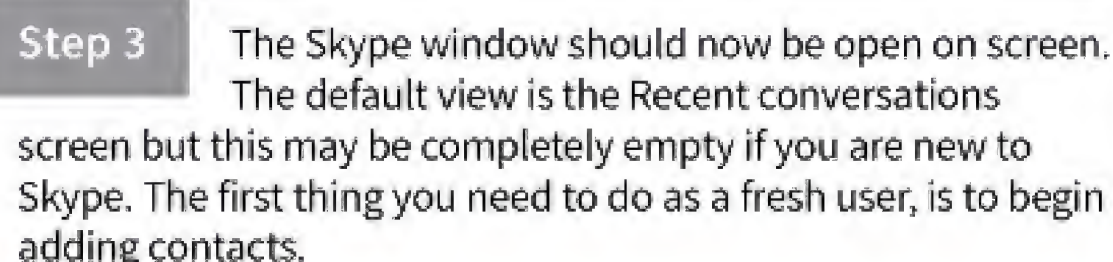 Step 3 The Skype window should now be open on screen.
The default view is the Recent conversations
screen but this may be completely empty if you are new to
Skype. The first thing you need to do as a fresh user, is to begin
adding contacts.